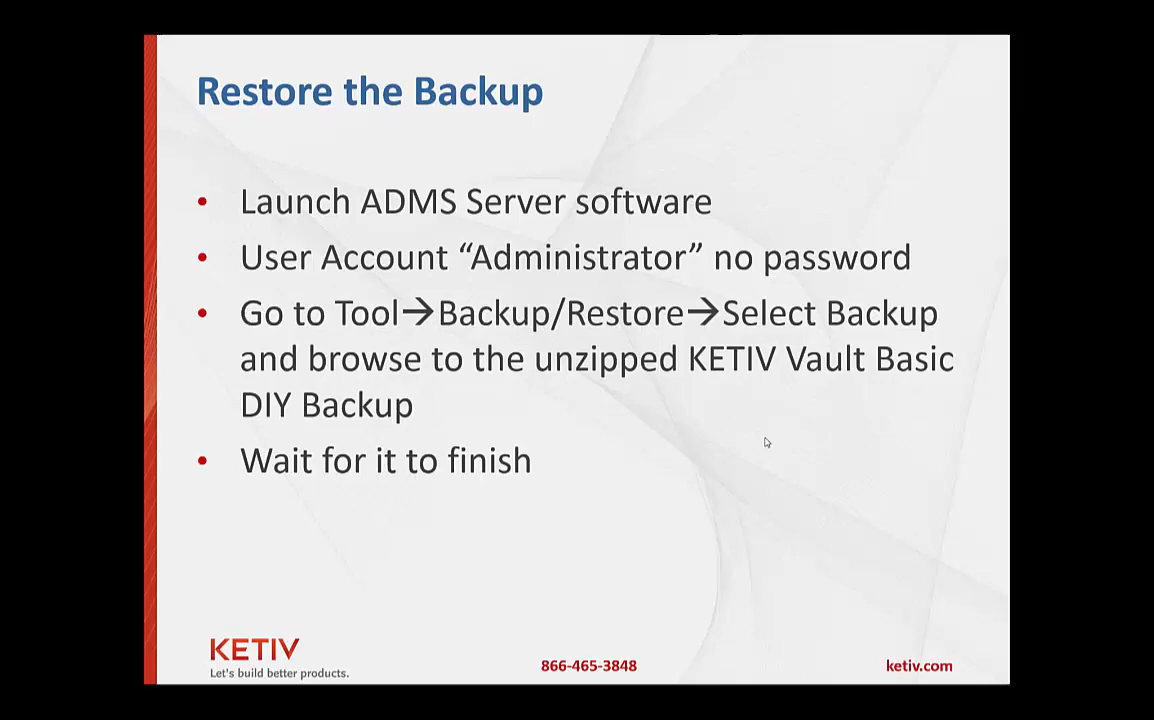 Restore the Backup
• Launch ADMS Server software
• User Account “Administrator” no password
• Go to Tool→Backup/Restore→Select Backup
and browse to the unzipped KETIV Vault Basic
DIY Backup
• Wait for it to finish
KETIV
Let's build better products.
866-465-3848
ketiv.com